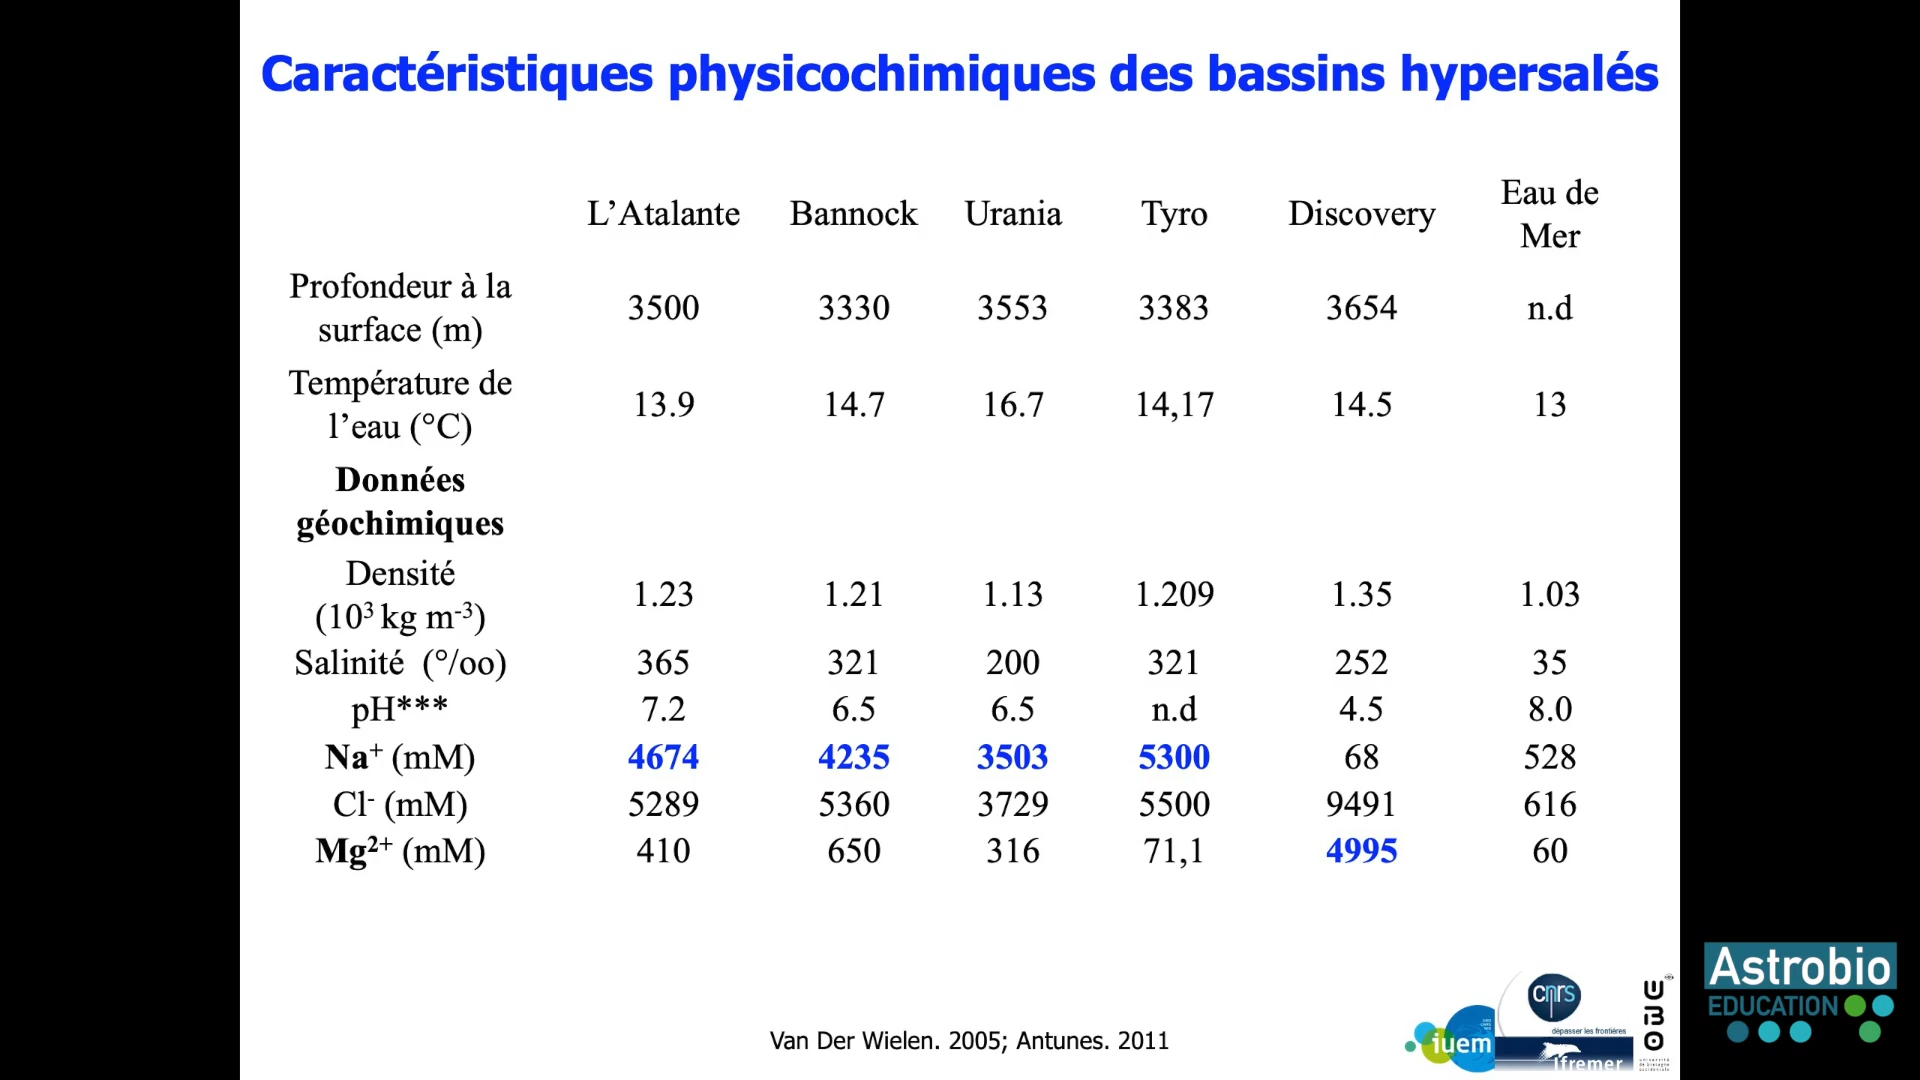 Caractéristiques physicochimiques des bassins hypersalés
L’Atalante Bannock Urania Tyro Discovery Eau de Mer
Profondeur à la surface (m) 3500 3330 3553 3383 3654 n.d
Température de l’eau (°C) 13.9 14.7 16.7 14,17 14.5 13
Données géochimiques
Densité (10³ kg m⁻³) 1.23 1.21 1.13 1.209 1.35 1.03
Salinité (°/oo) 365 321 200 321 252 35
pH*** 7.2 6.5 6.5 n.d 4.5 8.0
Na⁺ (mM) 4674 4235 3503 5300 68 528
Cl⁻ (mM) 5289 5360 3729 5500 9491 616
Mg²⁺ (mM) 410 650 316 71,1 4995 60
Van Der Wielen. 2005; Antunes. 2011
iuem
cnrs
dépasser les frontières
Ifremer
Astrobio
EDUCATION